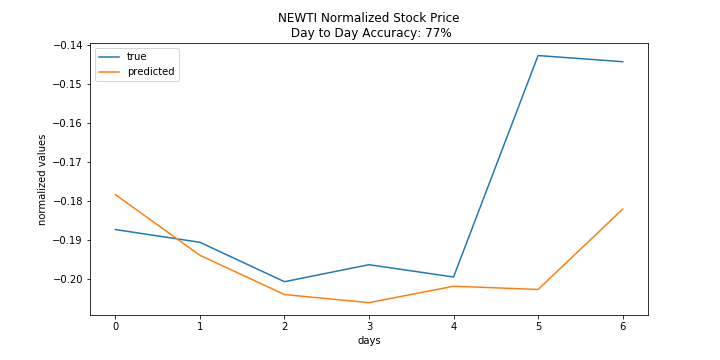 NEWTI Normalized Stock Price
Day to Day Accuracy: 77%
true
predicted
normalized values
−0.14
−0.15
−0.16
−0.17
−0.18
−0.19
−0.20
0 1 2 3 4 5 6
days